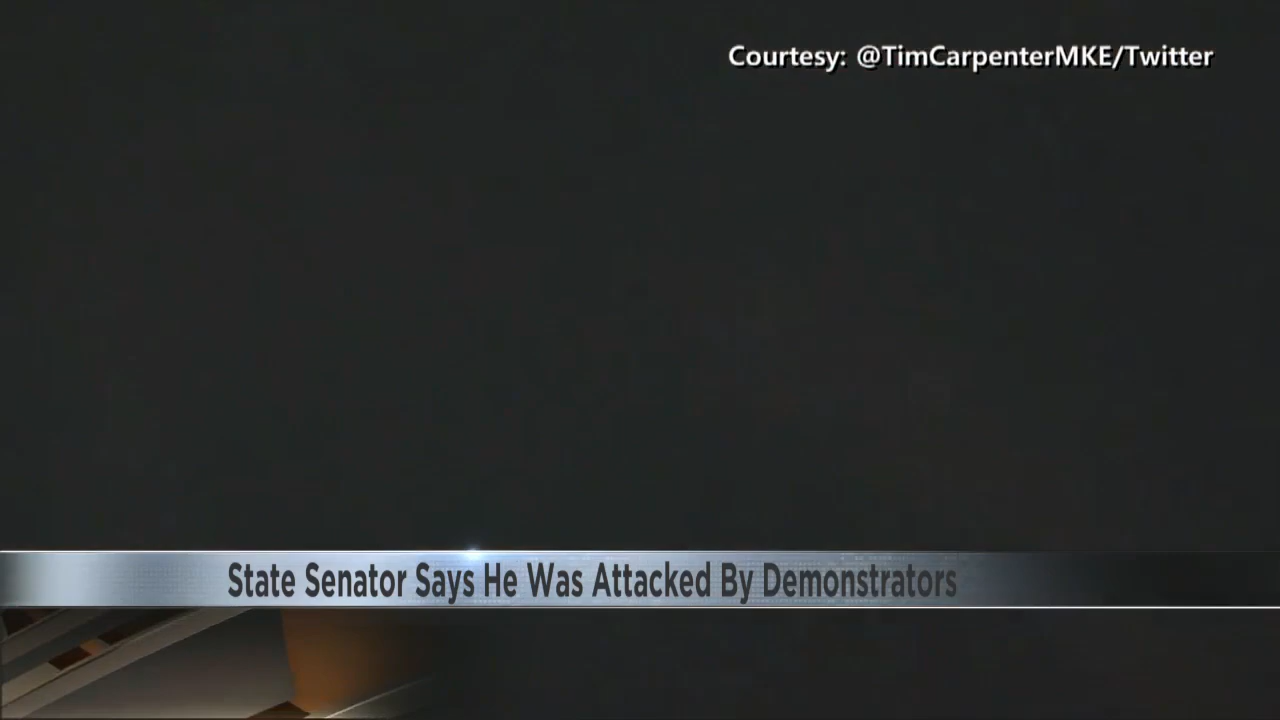 Courtesy: @TimCarpenterMKE/Twitter
State Senator Says He Was Attacked By Demonstrators